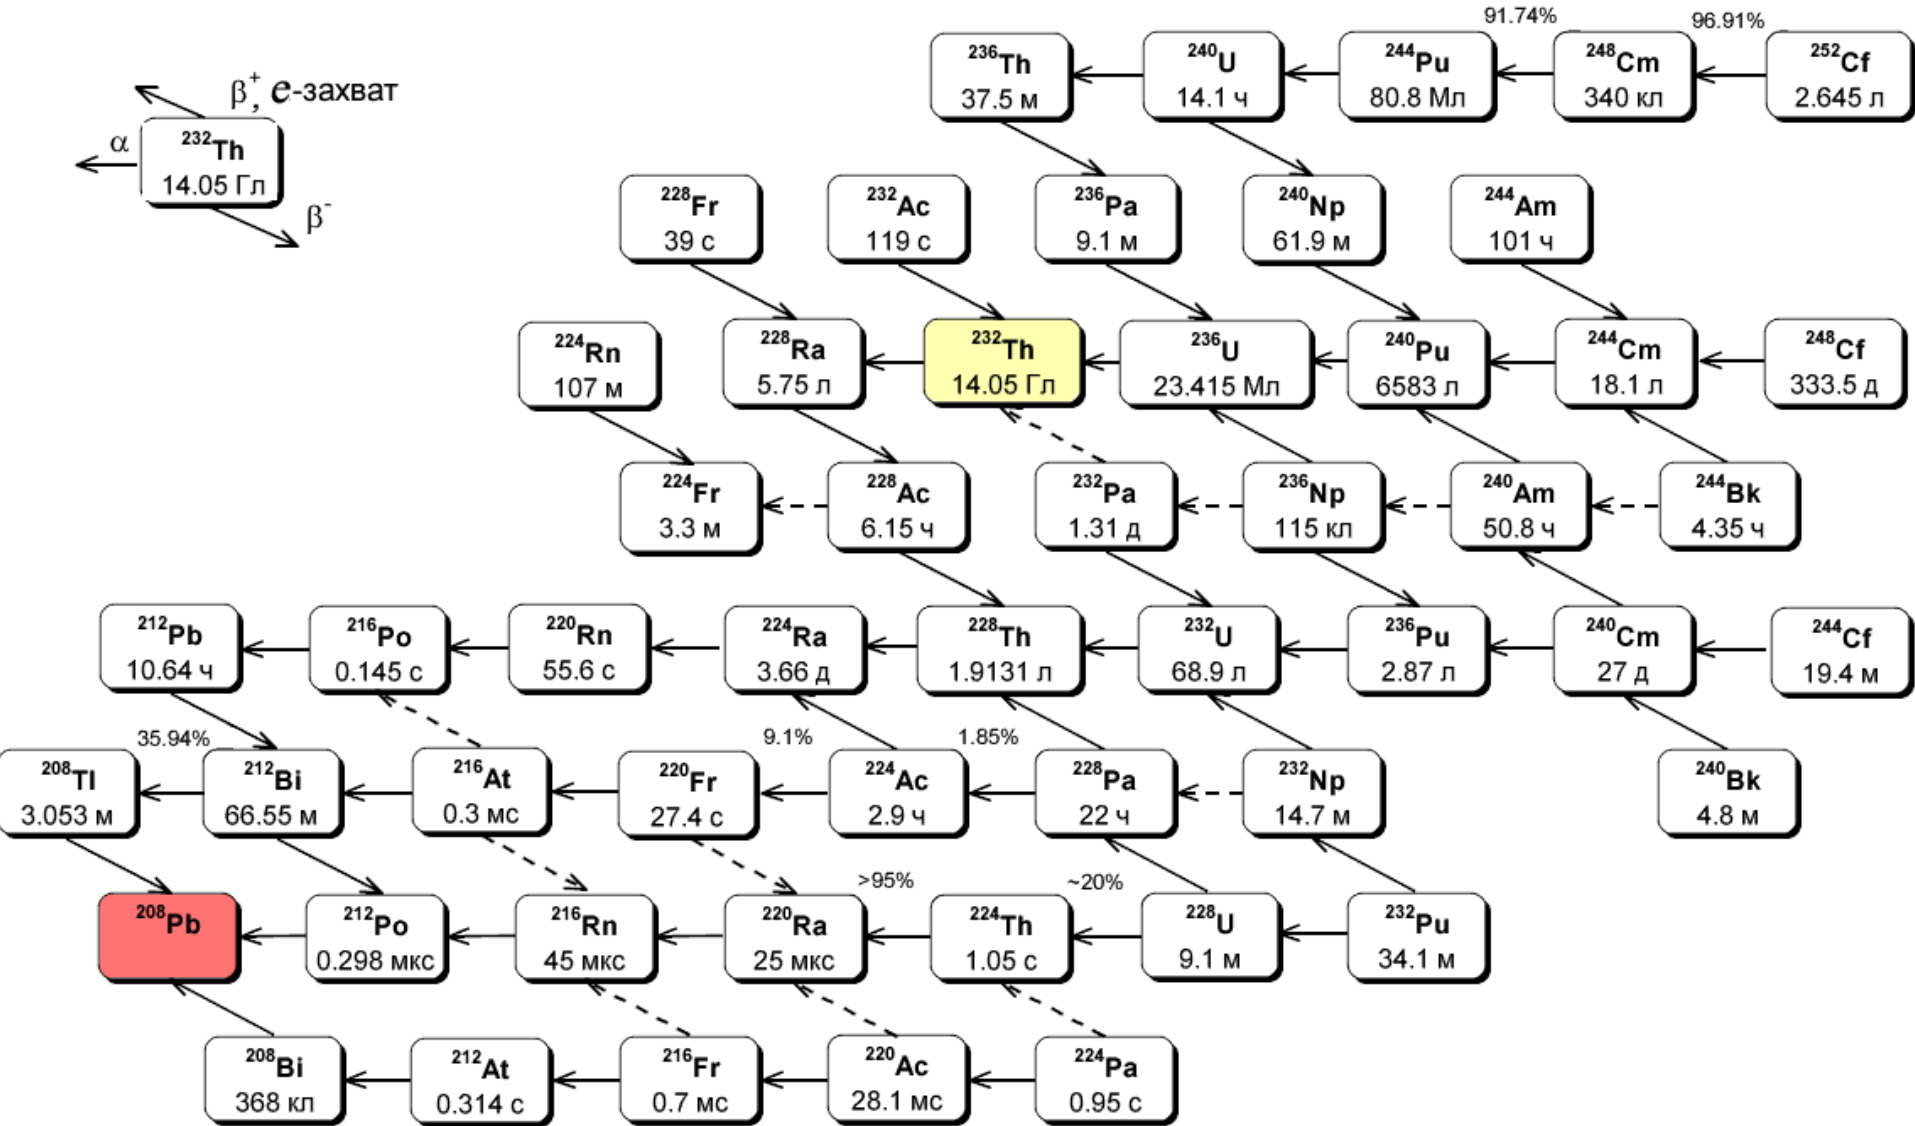 91.74%
96.91%
236Th
37.5 м
240U
14.1 ч
244Pu
80.8 Мл
248Cm
340 кл
252Cf
2.645 л
β+, e-захват
α
232Th
14.05 Гл
β-
228Fr
39 с
232Ac
119 с
236Pa
9.1 м
240Np
61.9 м
244Am
101 ч
224Rn
107 м
228Ra
5.75 л
232Th
14.05 Гл
236U
23.415 Мл
240Pu
6583 л
244Cm
18.1 л
248Cf
333.5 д
224Fr
3.3 м
228Ac
6.15 ч
232Pa
1.31 д
236Np
115 кл
240Am
50.8 ч
244Bk
4.35 ч
212Pb
10.64 ч
216Po
0.145 с
220Rn
55.6 с
224Ra
3.66 д
228Th
1.9131 л
232U
68.9 л
236Pu
2.87 л
240Cm
27 д
244Cf
19.4 м
35.94%
9.1%
1.85%
208Tl
3.053 м
212Bi
66.55 м
216At
0.3 мс
220Fr
27.4 с
224Ac
2.9 ч
228Pa
22 ч
232Np
14.7 м
240Bk
4.8 м
>95%
~20%
208Pb
212Po
0.298 мкс
216Rn
45 мкс
220Ra
25 мкс
224Th
1.05 с
228U
9.1 м
232Pu
34.1 м
208Bi
368 кл
212At
0.314 с
216Fr
0.7 мс
220Ac
28.1 мс
224Pa
0.95 с